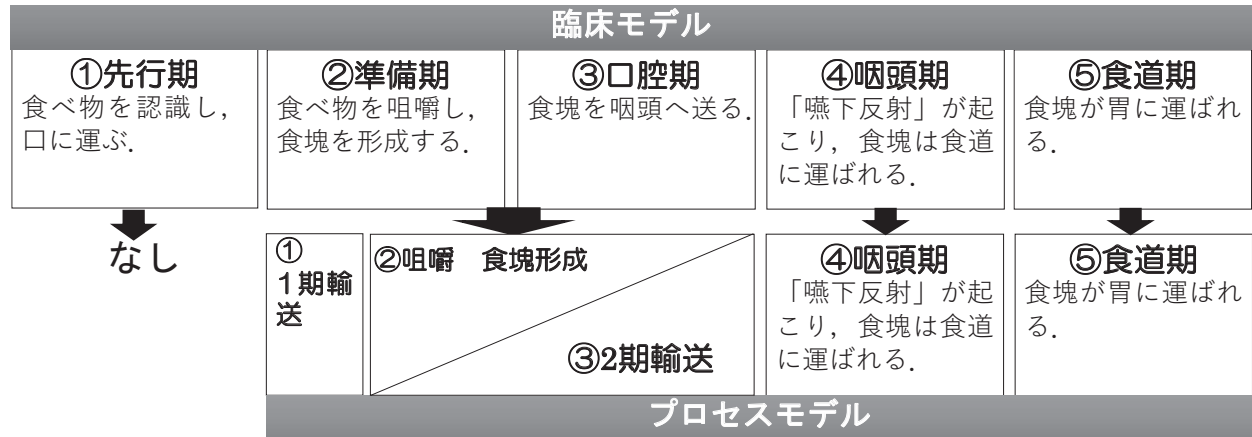 臨床モデル
①先行期
食べ物を認識し,
口に運ぶ.
②準備期
食べ物を咀嚼し,
食塊を形成する.
③口腔期
食塊を咽頭へ送る.
④咽頭期
「嚥下反射」が起
こり，食塊は食道
に運ばれる.
⑤食道期
食塊が胃に運ばれ
る.
なし
①
1期輸
送
②咀嚼　食塊形成
③2期輸送
④咽頭期
「嚥下反射」が起
こり，食塊は食道
に運ばれる.
⑤食道期
食塊が胃に運ばれ
る.
プロセスモデル